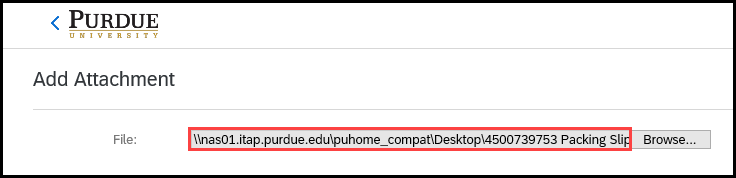 PURDUE
UNIVERSITY
Add Attachment
File: \\nas01.itap.purdue.edu\puhome_compat\Desktop\4500739753 Packing Slip Browse...